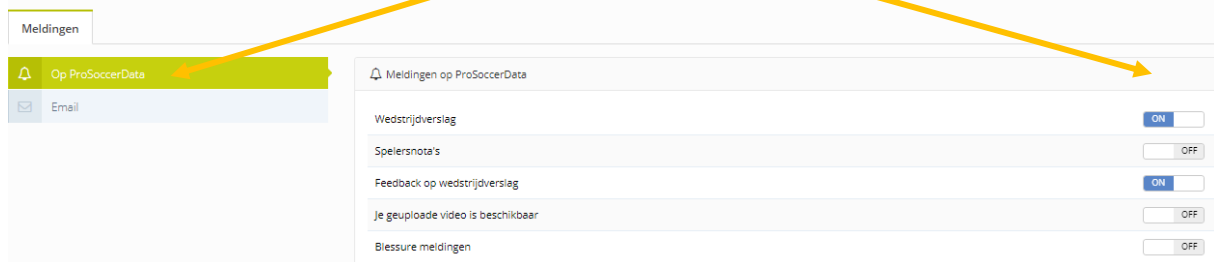 Meldingen
Op ProSoccerData
Email
Meldingen op ProSoccerData
Wedstrijdverslag ON
Spelersnota's OFF
Feedback op wedstrijdverslag ON
Je geuploade video is beschikbaar OFF
Blessure meldingen OFF